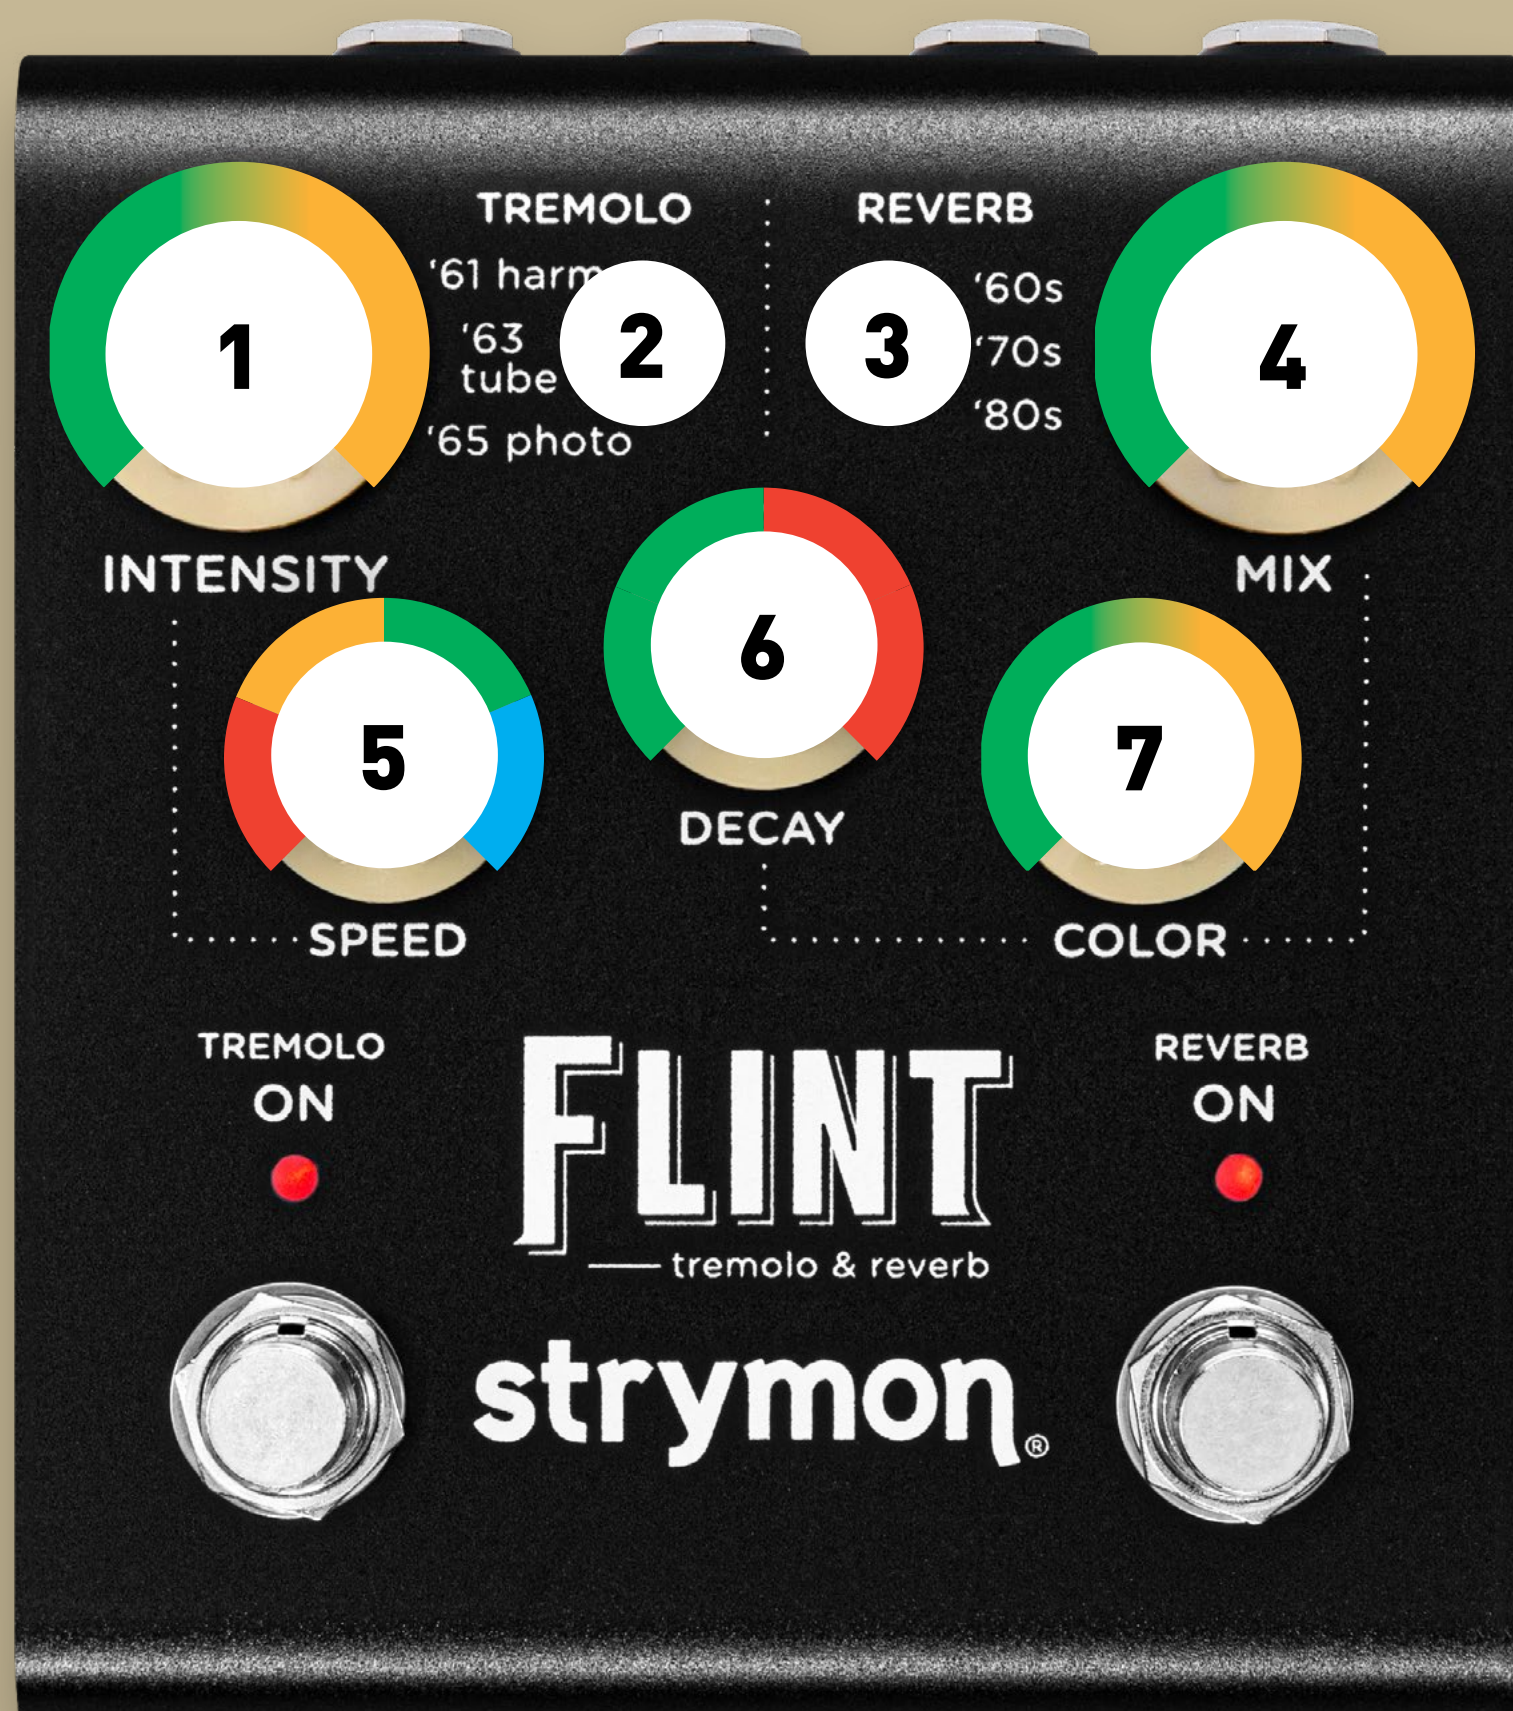 TREMOLO
REVERB
1
‘61 harm
‘63
tube
‘65 photo
2
3
‘60s
‘70s
‘80s
4
INTENSITY
MIX
5
6
7
DECAY
SPEED
COLOR
TREMOLO
ON
REVERB
ON
FLINT
tremolo & reverb
strymon®